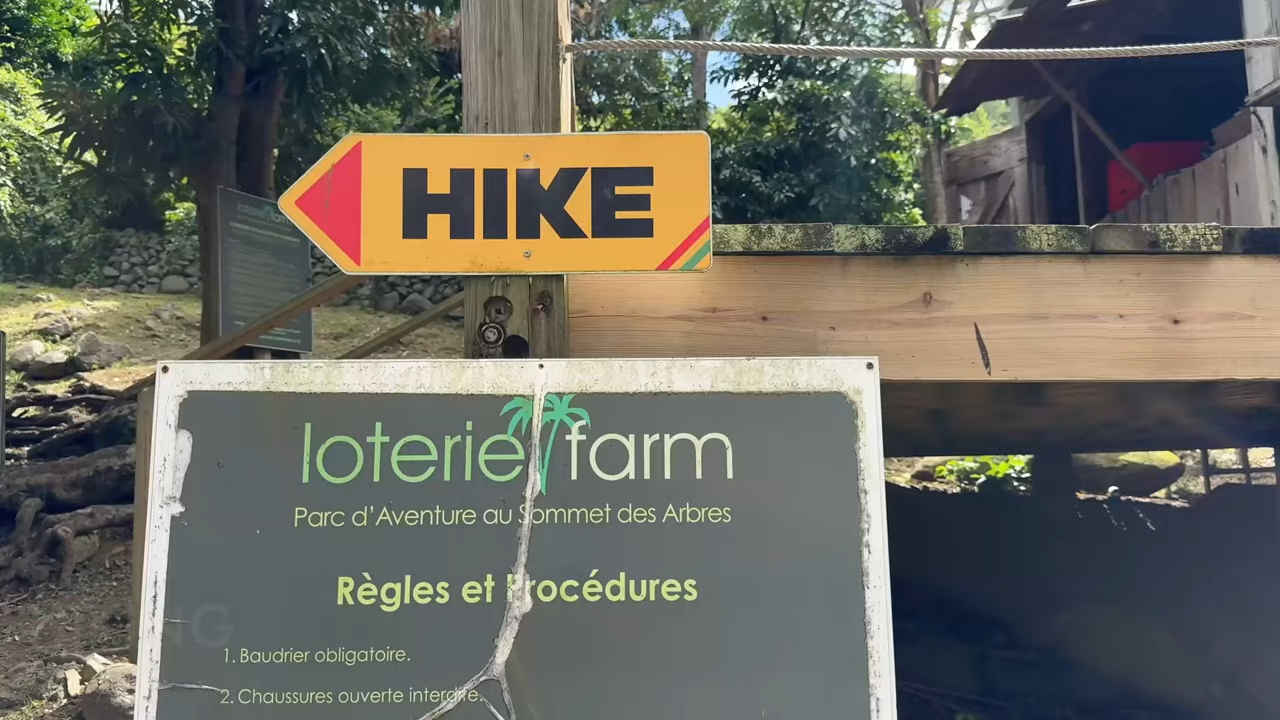 HIKE
loterie farm
Parc d'Aventure au Sommet des Arbres
Règles et Procédures
1. Baudrier obligatoire.
2. Chaussures ouverte interdite.